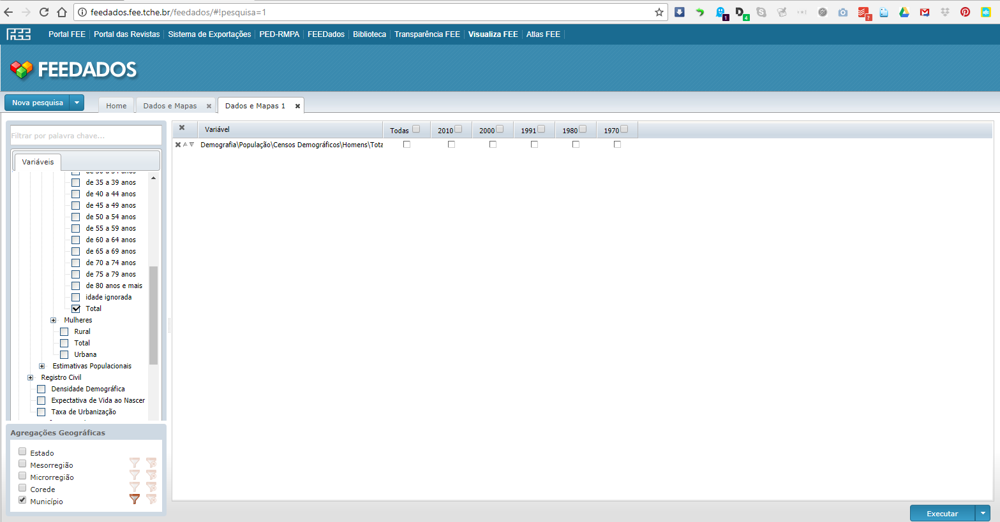 feedados.fee.tche.br/feedados/#!pesquisa=1
1
4
?
FEE
Portal FEE
Portal das Revistas
Sistema de Exportações
PED-RMPA
FEEDados
Biblioteca
Transparência FEE
Visualiza FEE
Atlas FEE
FEEDADOS
Nova pesquisa
Home
Dados e Mapas
Dados e Mapas 1
Filtrar por palavra chave...
Variáveis
de 35 a 39 anos
de 40 a 44 anos
de 45 a 49 anos
de 50 a 54 anos
de 55 a 59 anos
de 60 a 64 anos
de 65 a 69 anos
de 70 a 74 anos
de 75 a 79 anos
de 80 anos e mais
idade ignorada
Total
Mulheres
Rural
Total
Urbana
Estimativas Populacionais
Registro Civil
Densidade Demográfica
Expectativa de Vida ao Nascer
Taxa de Urbanização
Agregações Geográficas
Estado
Mesorregião
Microrregião
Corede
Município
Variável
Todas
2010
2000
1991
1980
1970
Demografia\População\Censos Demográficos\Homens\Tota
Executar